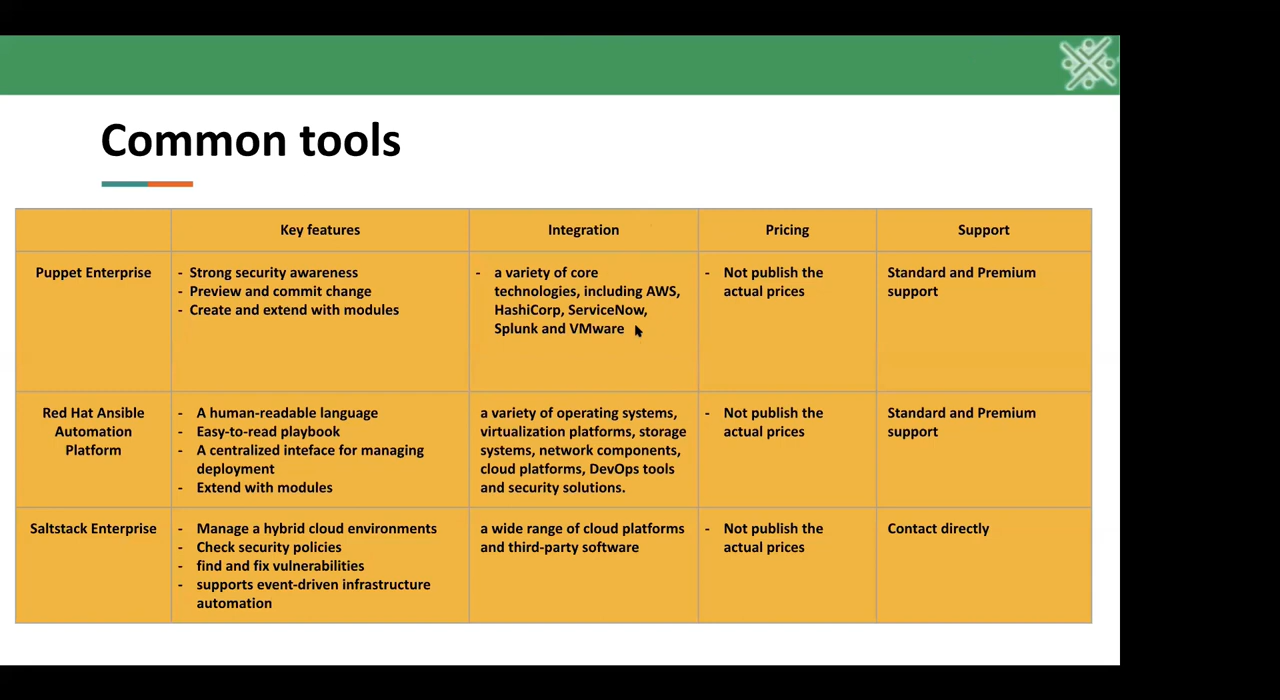 Common tools
Key features
Integration
Pricing
Support
Puppet Enterprise
- Strong security awareness
- Preview and commit change
- Create and extend with modules
- a variety of core
technologies, including AWS,
HashiCorp, ServiceNow,
Splunk and VMware
- Not publish the
actual prices
Standard and Premium
support
Red Hat Ansible
Automation
Platform
- A human-readable language
- Easy-to-read playbook
- A centralized inteface for managing
deployment
- Extend with modules
a variety of operating systems,
virtualization platforms, storage
systems, network components,
cloud platforms, DevOps tools
and security solutions.
- Not publish the
actual prices
Standard and Premium
support
Saltstack Enterprise
- Manage a hybrid cloud environments
- Check security policies
- find and fix vulnerabilities
- supports event-driven infrastructure
automation
a wide range of cloud platforms
and third-party software
- Not publish the
actual prices
Contact directly